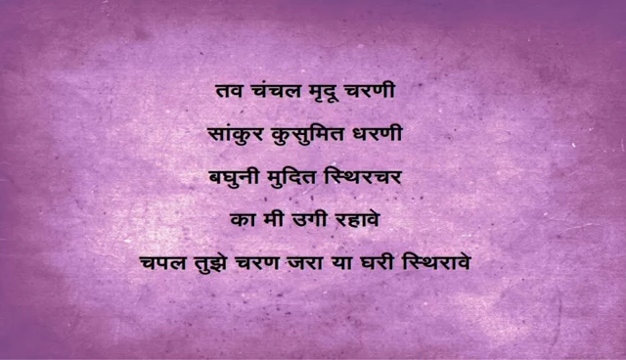 तव चंचल मृदू चरणी
सांकुर कुसुमित धरणी
बघुनी मुदित स्थिरचर
का मी उगी रहावे
चपल तुझे चरण जरा या घरी स्थिरावे